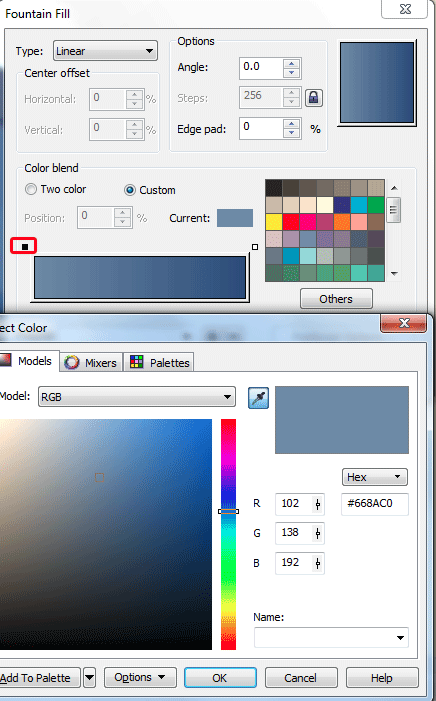 Fountain Fill
Type: Linear
Options
Center offset
Angle: 0.0
Horizontal: 0 %
Steps: 256
Vertical: 0 %
Edge pad: 0 %
Color blend
Two color Custom
Position: 0 % Current:
Others
ect Color
Models Mixers Palettes
Model: RGB
Hex
R 102 #668AC0
G 138
B 192
Name:
Add To Palette Options OK Cancel Help